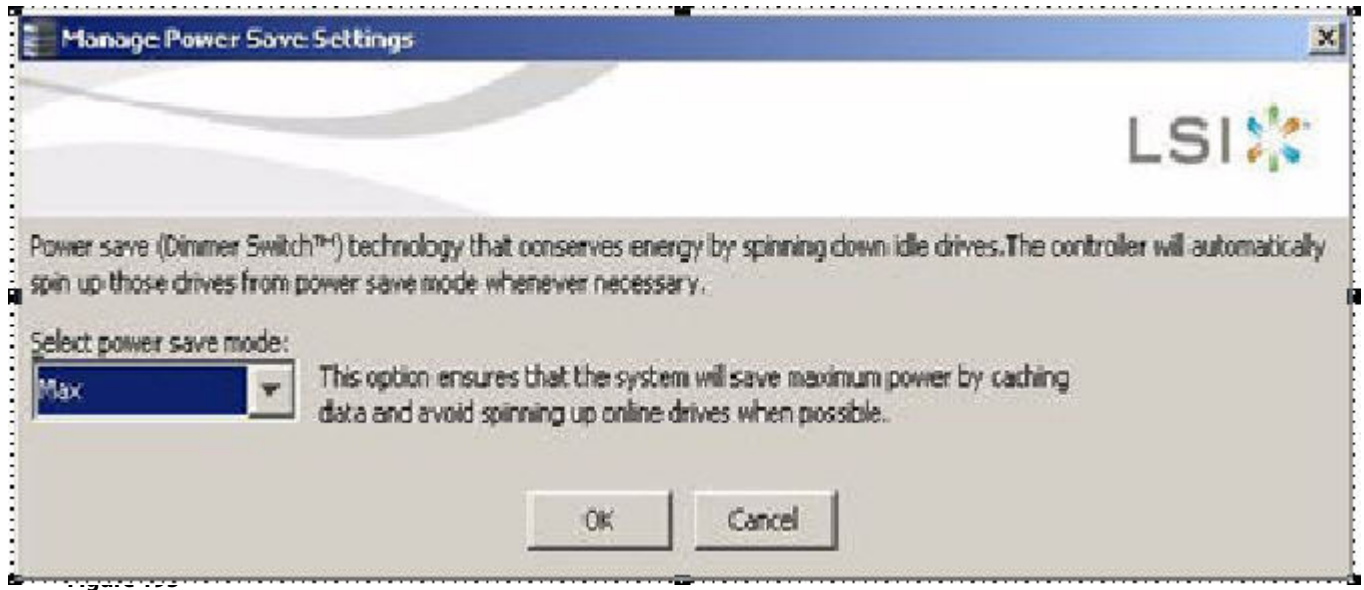 Manage Power Save Settings
LSI
Power save (Dimmer Switch™) technology that conserves energy by spinning down idle drives.The controller will automatically
spin up those drives from power save mode whenever necessary.
Select power save mode:
Max
This option ensures that the system will save maximum power by caching
data and avoid spinning up online drives when possible.
OK
Cancel